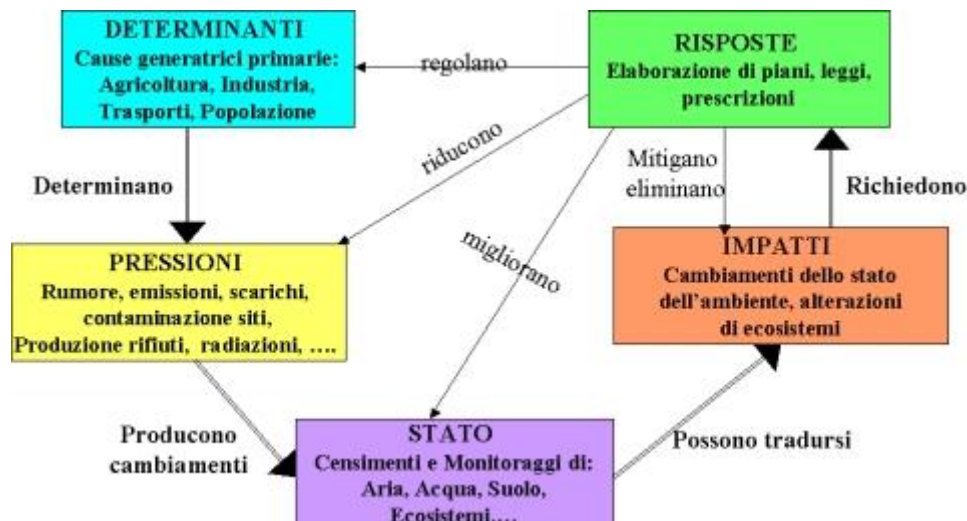 DETERMINANTI
Cause generatrici primarie:
Agricoltura, Industria,
Trasporti, Popolazione
regolano
RISPOSTE
Elaborazione di piani, leggi,
prescrizioni
Determinano
riducono
Mitigano
eliminano
Richiedono
migliorano
PRESSIONI
Rumore, emissioni, scarichi,
contaminazione siti,
Produzione rifiuti, radiazioni, ....
IMPATTI
Cambiamenti dello stato
dell'ambiente, alterazioni
di ecosistemi
Producono
cambiamenti
STATO
Censimenti e Monitoraggi di:
Aria, Acqua, Suolo,
Ecosistemi....
Possono tradursi